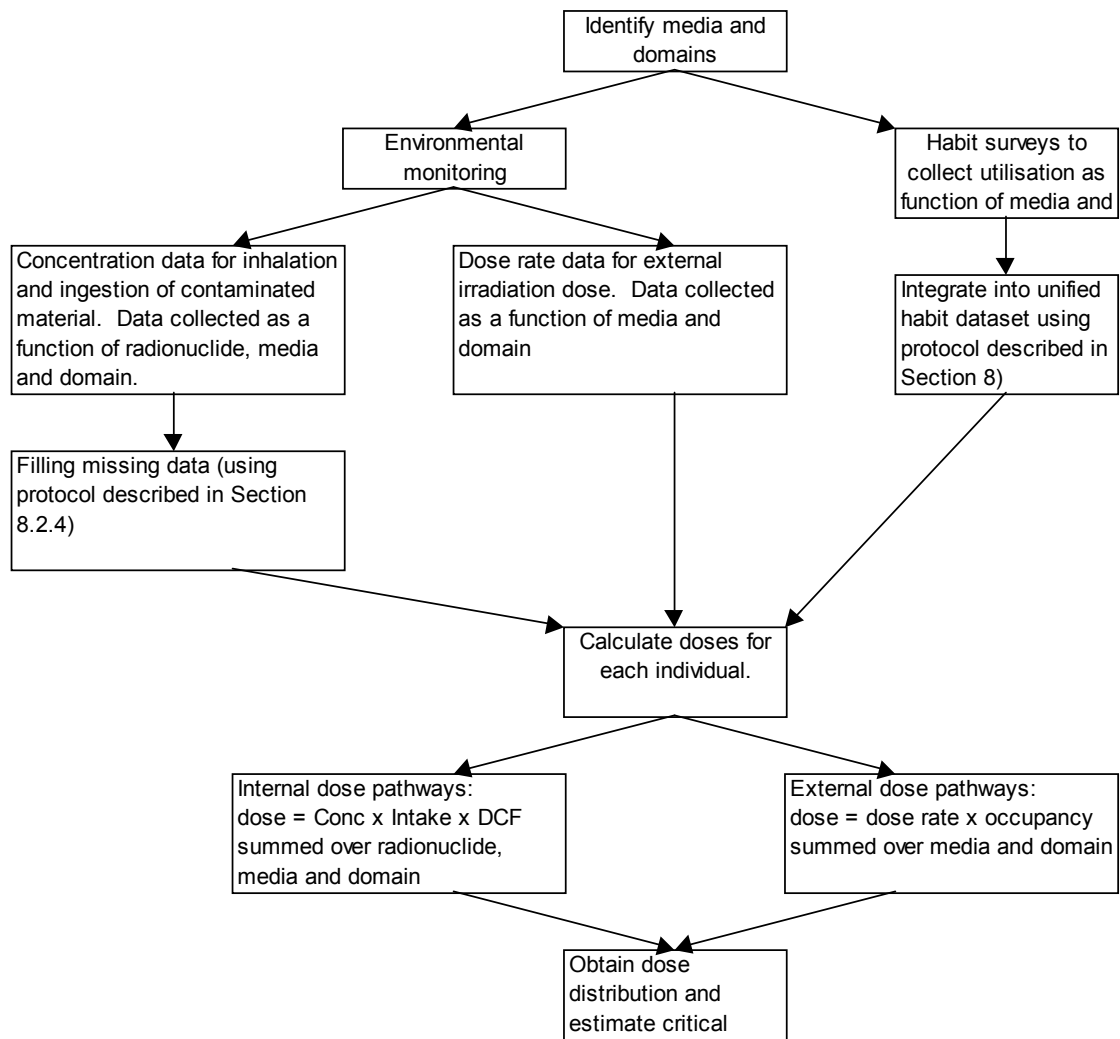 Identify media and
domains
Environmental
monitoring
Habit surveys to
collect utilisation as
function of media and
Concentration data for inhalation
and ingestion of contaminated
material. Data collected as a
function of radionuclide, media
and domain.
Dose rate data for external
irradiation dose. Data collected
as a function of media and
domain
Integrate into unified
habit dataset using
protocol described in
Section 8)
Filling missing data (using
protocol described in Section
8.2.4)
Calculate doses for
each individual.
Internal dose pathways:
dose = Conc x Intake x DCF
summed over radionuclide,
media and domain
External dose pathways:
dose = dose rate x occupancy
summed over media and domain
Obtain dose
distribution and
estimate critical